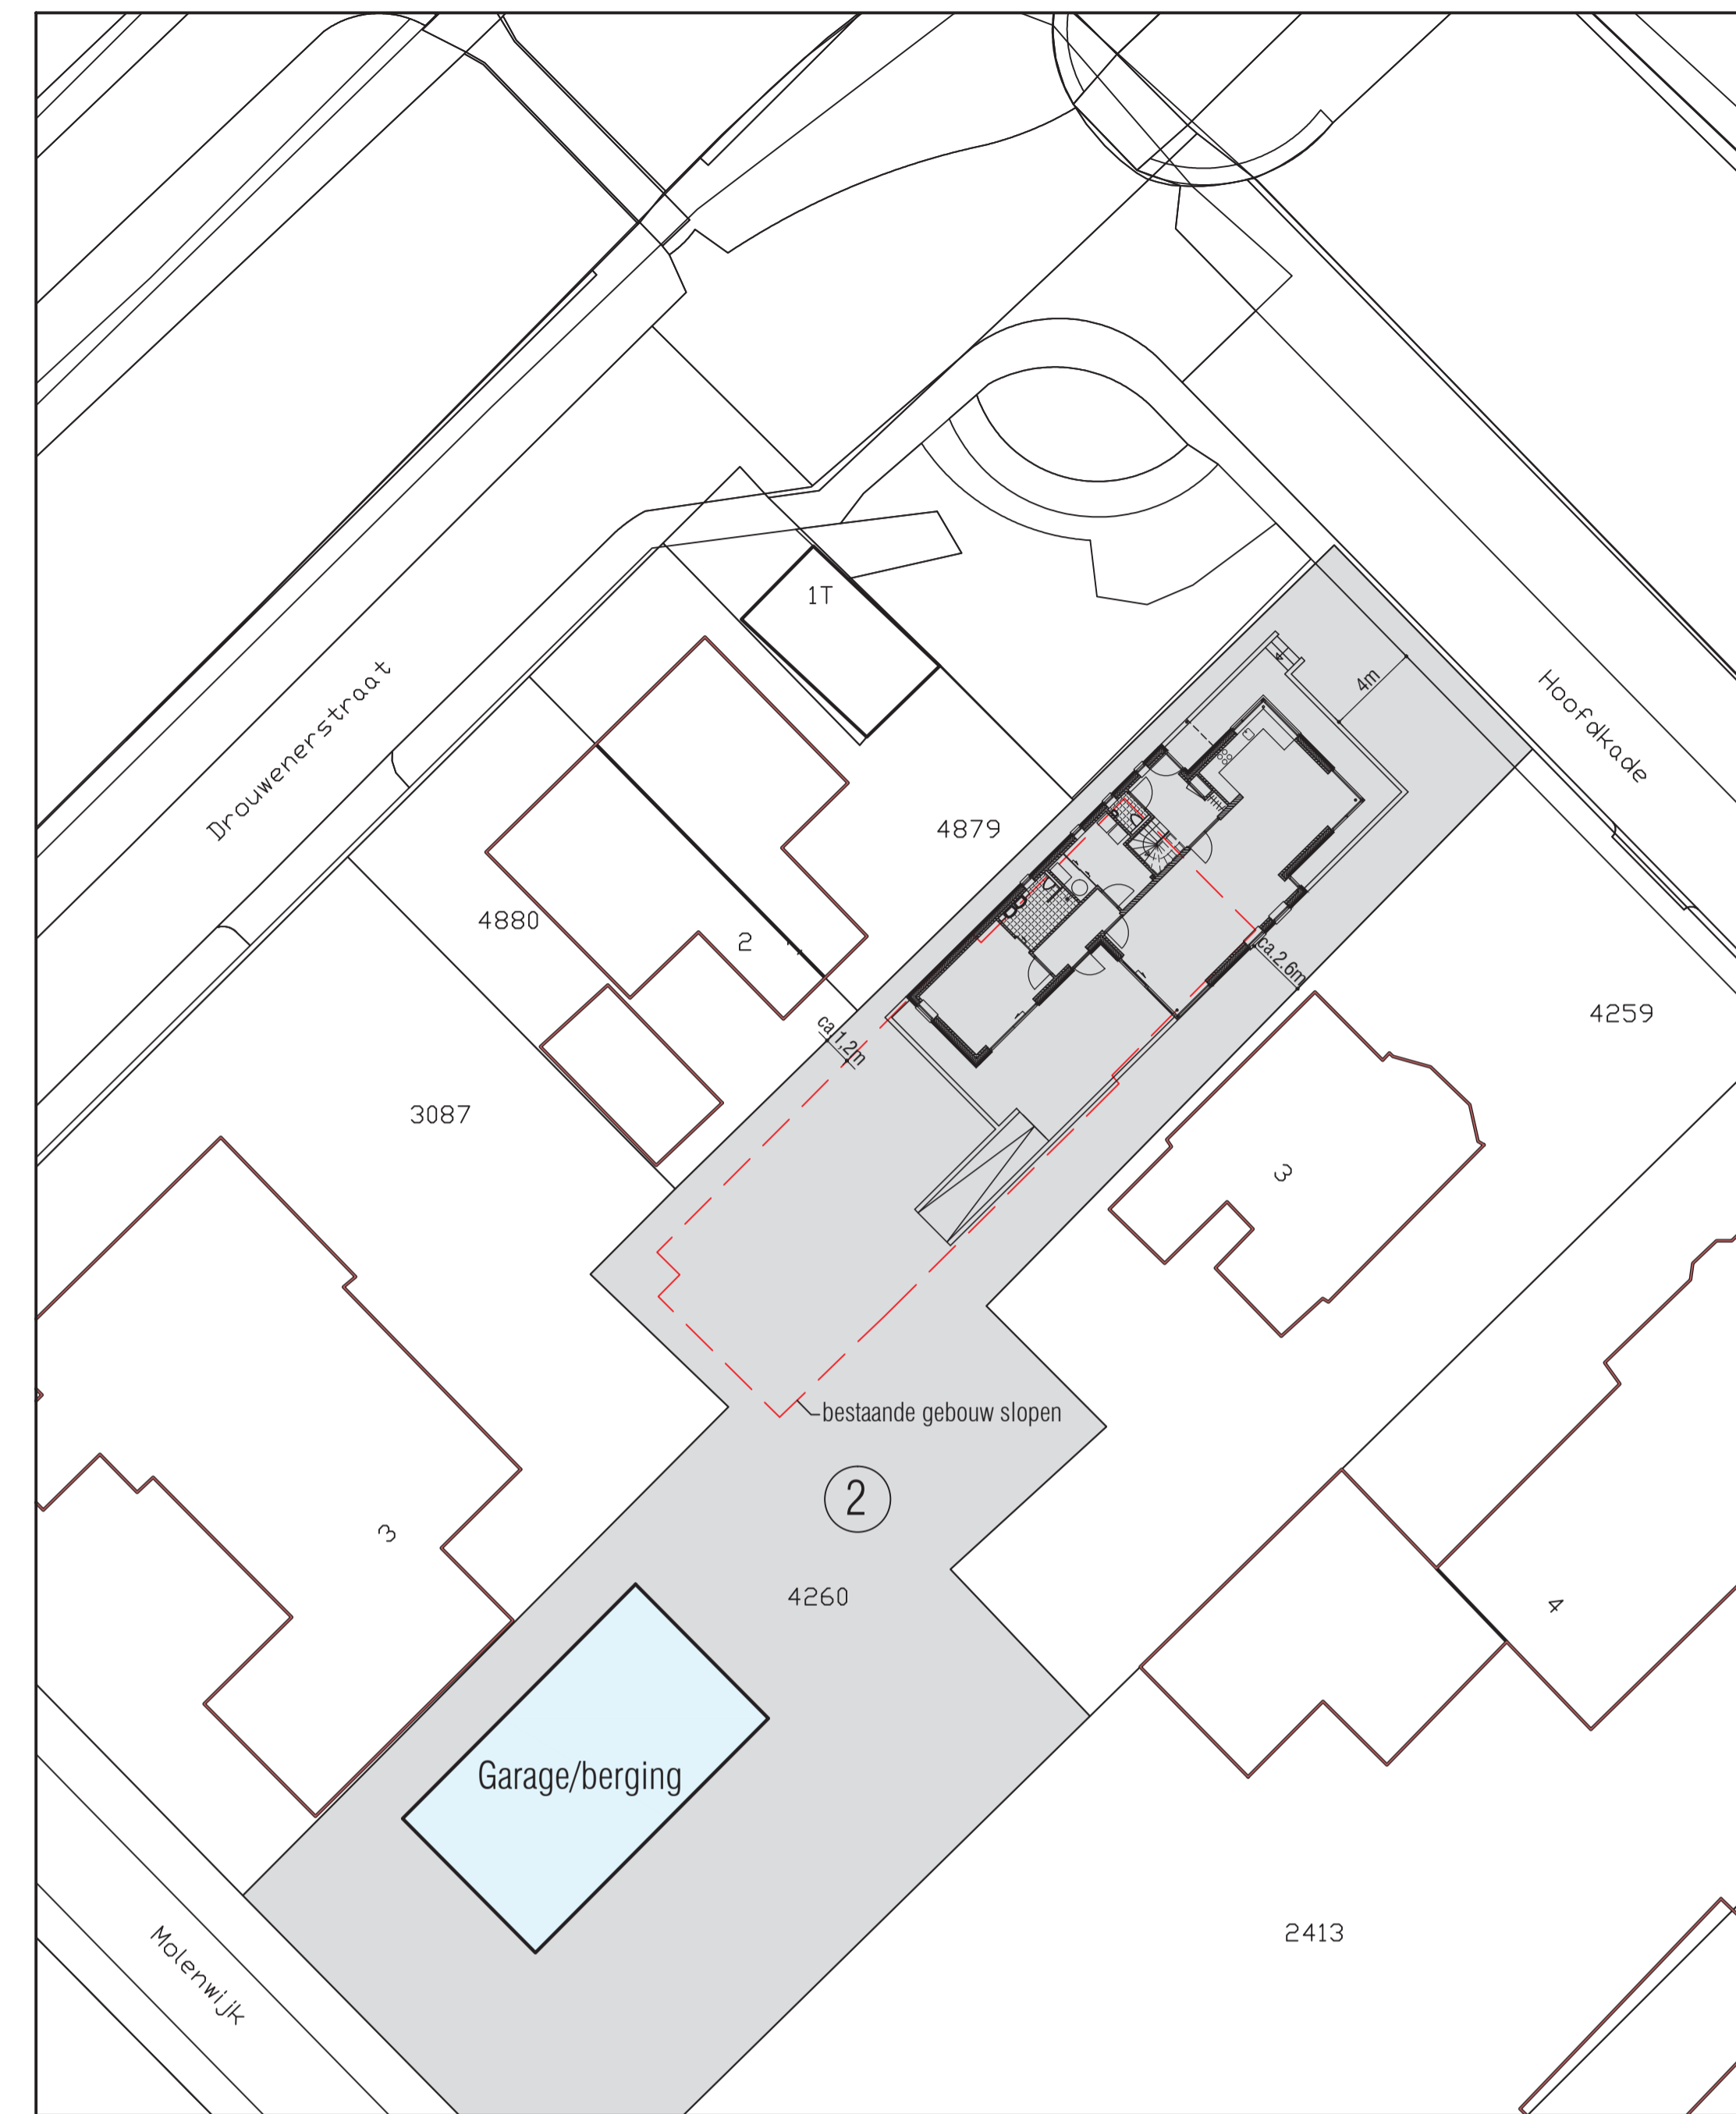 1T
4m
Hoofdkade
Drouwenerstraat
4879
4880
2
ca.2.6m
4259
ca.1,2m
3087
3
bestaande gebouw slopen
2
3
4260
4
Garage/berging
2413
Molenwijk